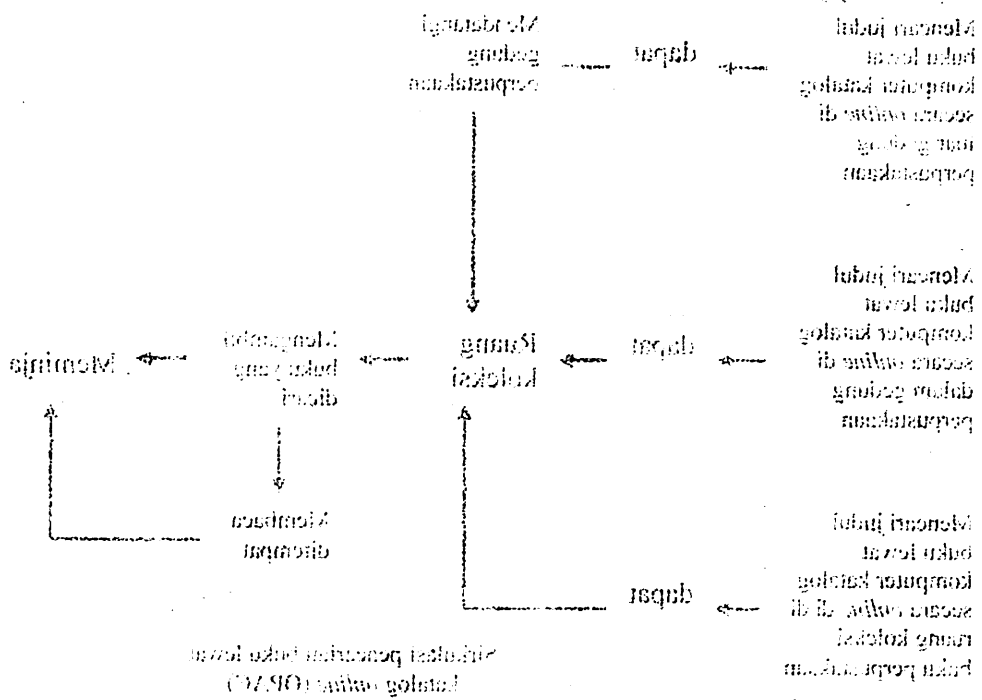 Mencari judul
buku lewat
komputer katalog
secara online di
luar gedung
perpustakaan
dapat
Mendatangi
gedung
perpustakaan
Mencari judul
buku lewat
komputer katalog
secara online di
dalam gedung
perpustakaan
dapat
Ruang
koleksi
Mengambil
buku yang
dicari
Meminja
Membaca
ditempat
Mencari judul
buku lewat
komputer katalog
secara online, di di
ruang koleksi
buku perpustakaan
dapat
Sirkulasi pencarian buku lewat
katalog online (OPAC)